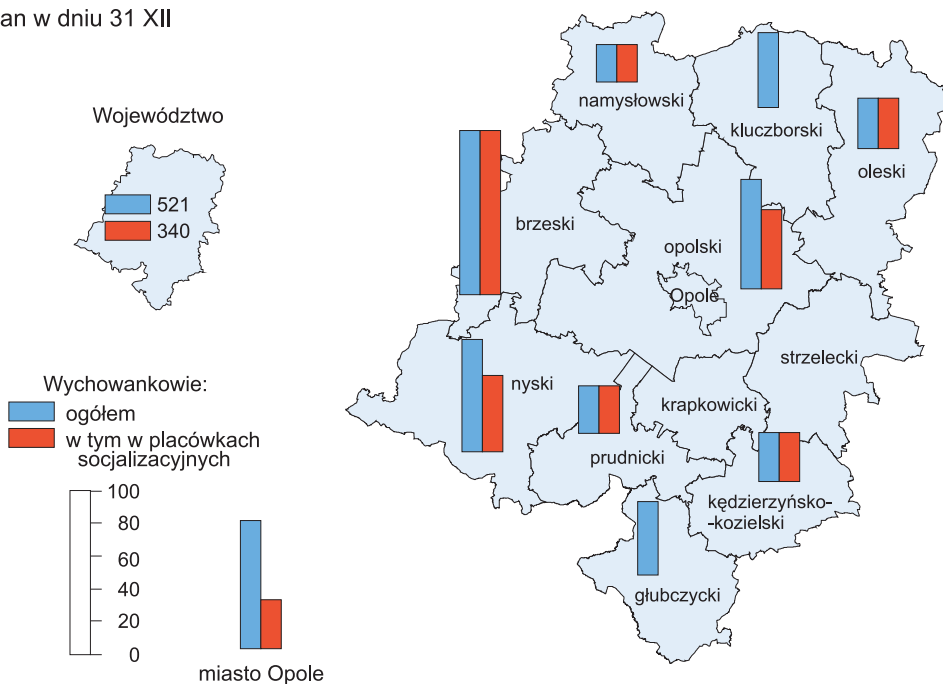 an w dniu 31 XII
Województwo
521
340
namysłowski
kluczborski
oleski
brzeski
opolski
Opole
strzelecki
nyski
krapkowicki
prudnicki
kędzierzyńsko-
-kozielski
głubczycki
Wychowankowie:
ogółem
w tym w placówkach
socjalizacyjnych
100
80
60
40
20
0
miasto Opole